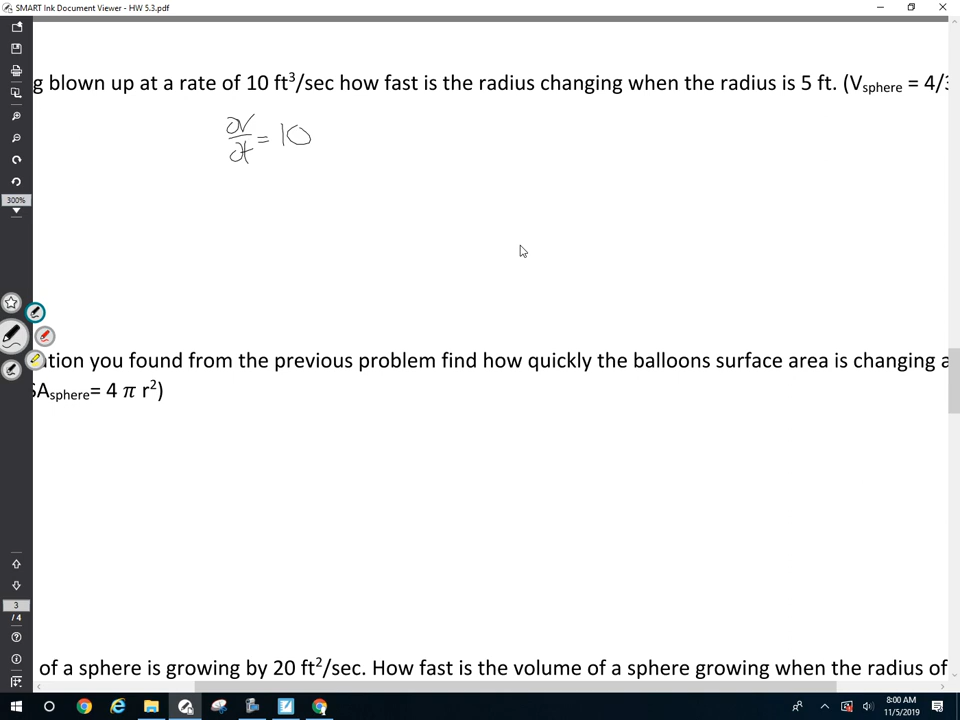 SMART Ink Document Viewer - HW 5.3.pdf
g blown up at a rate of 10 ft³/sec how fast is the radius changing when the radius is 5 ft. (Vsphere = 4/3
∂V/∂t = 10
300%
ation you found from the previous problem find how quickly the balloons surface area is changing a
SAsphere= 4 π r²)
3
/ 4
of a sphere is growing by 20 ft²/sec. How fast is the volume of a sphere growing when the radius of
8:00 AM
11/5/2019